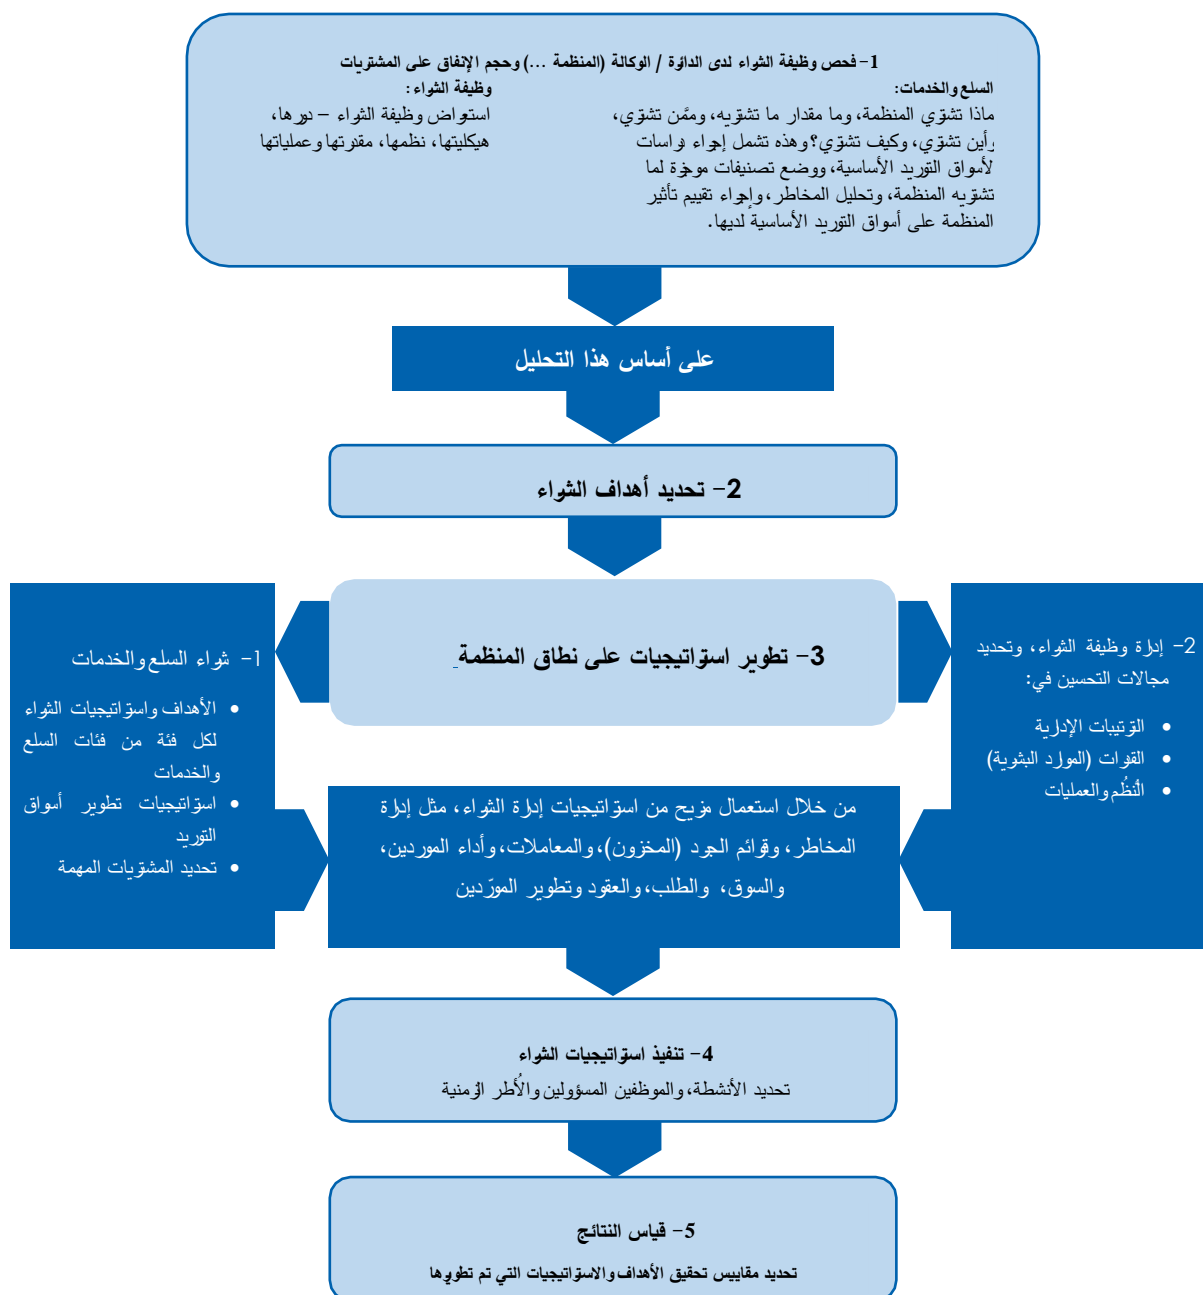 1- فحص وظيفة الشراء لدى الدائرة / الوكالة (المنظمة ...) وحجم الإنفاق على المشتريات
السلع والخدمات:
ماذا تشتري المنظمة، وما مقدار ما تشتريه، وممَّن تشتري،
وأين تشتري، وكيف تشتري؟ وهذه تشمل إجراء دراسات
لأسواق التوريد الأساسية، ووضع تصنيفات موجزة لما
تشتريه المنظمة، وتحليل المخاطر، وإجراء تقييم تأثير
المنظمة على أسواق التوريد الأساسية لديها.
وظيفة الشراء:
استعراض وظيفة الشراء – دورها،
هيكليتها، نظمها، مقدرتها وعملياتها
على أساس هذا التحليل
2- تحديد أهداف الشراء
3- تطوير استراتيجيات على نطاق المنظمة
1- شراء السلع والخدمات
• الأهداف واستراتيجيات الشراء
لكل فئة من فئات السلع
والخدمات
• استراتيجيات تطوير أسواق
التوريد
• تحديد المشتريات المهمة
2- إدارة وظيفة الشراء، وتحديد
مجالات التحسين في:
• الترتيبات الإدارية
• القدرات (الموارد البشرية)
• النُّظُم والعمليات
من خلال استعمال مزيج من استراتيجيات إدارة الشراء، مثل إدارة
المخاطر، وقوائم الجرد (المخزون)، والمعاملات، وأداء الموردين،
والسوق، والطلب، والعقود وتطوير المورّدين
4- تنفيذ استراتيجيات الشراء
تحديد الأنشطة، والموظفين المسؤولين والأُطر الزمنية
5- قياس النتائج
تحديد مقاييس تحقيق الأهداف والاستراتيجيات التي تم تطويرها